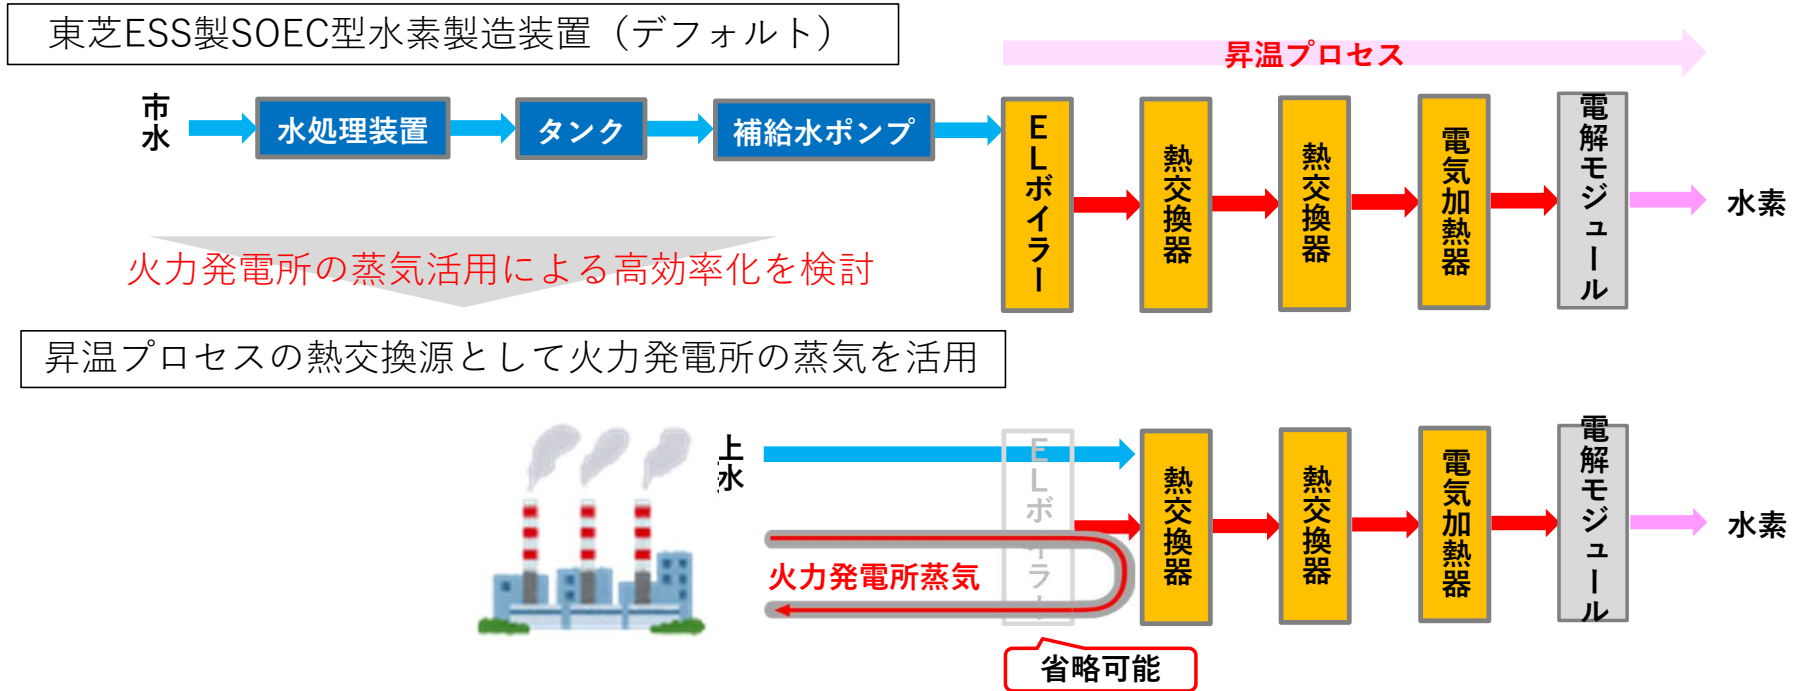 東芝ESS製SOEC型水素製造装置（デフォルト）
昇温プロセス
市水
水処理装置
タンク
補給水ポンプ
ELボイラー
熱交換器
熱交換器
電気加熱器
電解モジュール
水素
火力発電所の蒸気活用による高効率化を検討
昇温プロセスの熱交換源として火力発電所の蒸気を活用
上水
ELボイラー
火力発電所蒸気
熱交換器
熱交換器
電気加熱器
電解モジュール
水素
省略可能